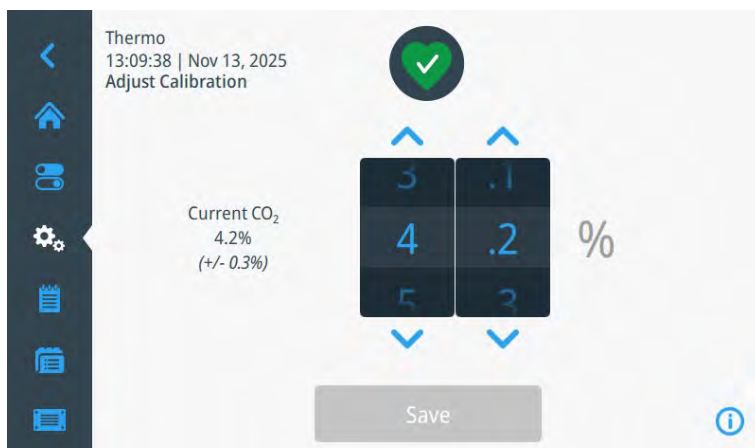 Thermo
13:09:38 | Nov 13, 2025
Adjust Calibration
3 .1
Current CO₂
4.2%
(+/- 0.3%)
4 .2 %
5 .3
Save